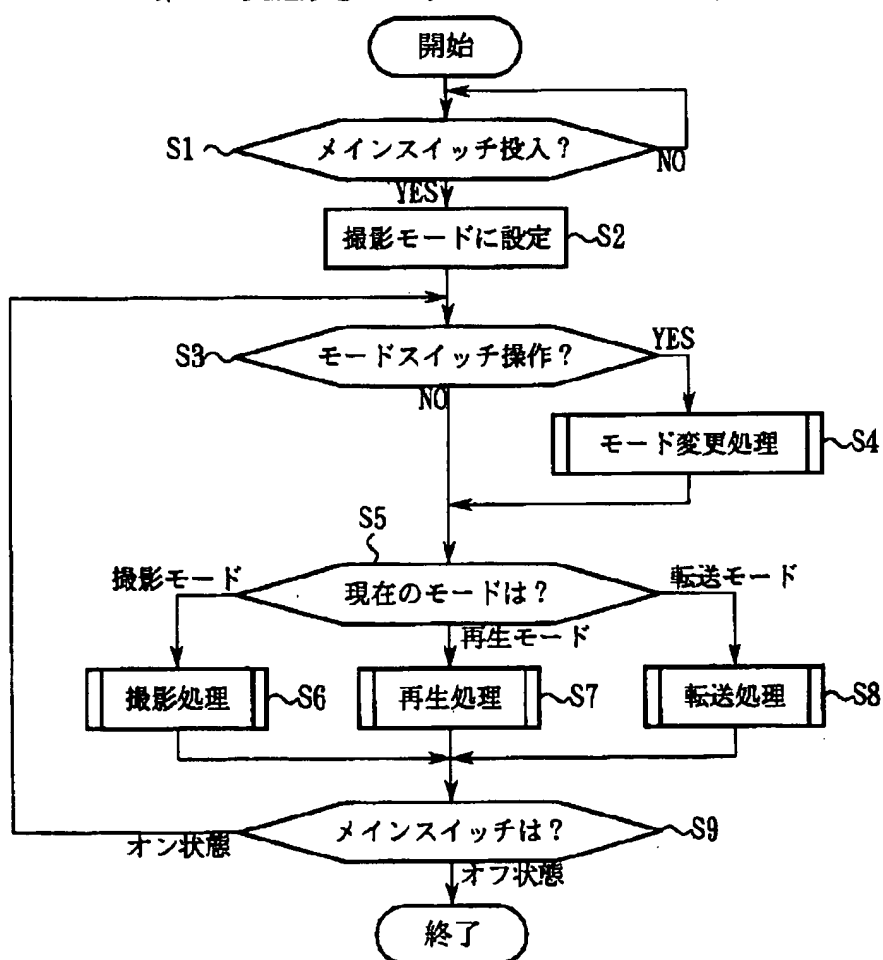 開始
S1
メインスイッチ投入？
NO
YES
撮影モードに設定
S2
S3
モードスイッチ操作？
YES
NO
モード変更処理
S4
S5
撮影モード
現在のモードは？
転送モード
再生モード
撮影処理
S6
再生処理
S7
転送処理
S8
メインスイッチは？
S9
オン状態
オフ状態
終了